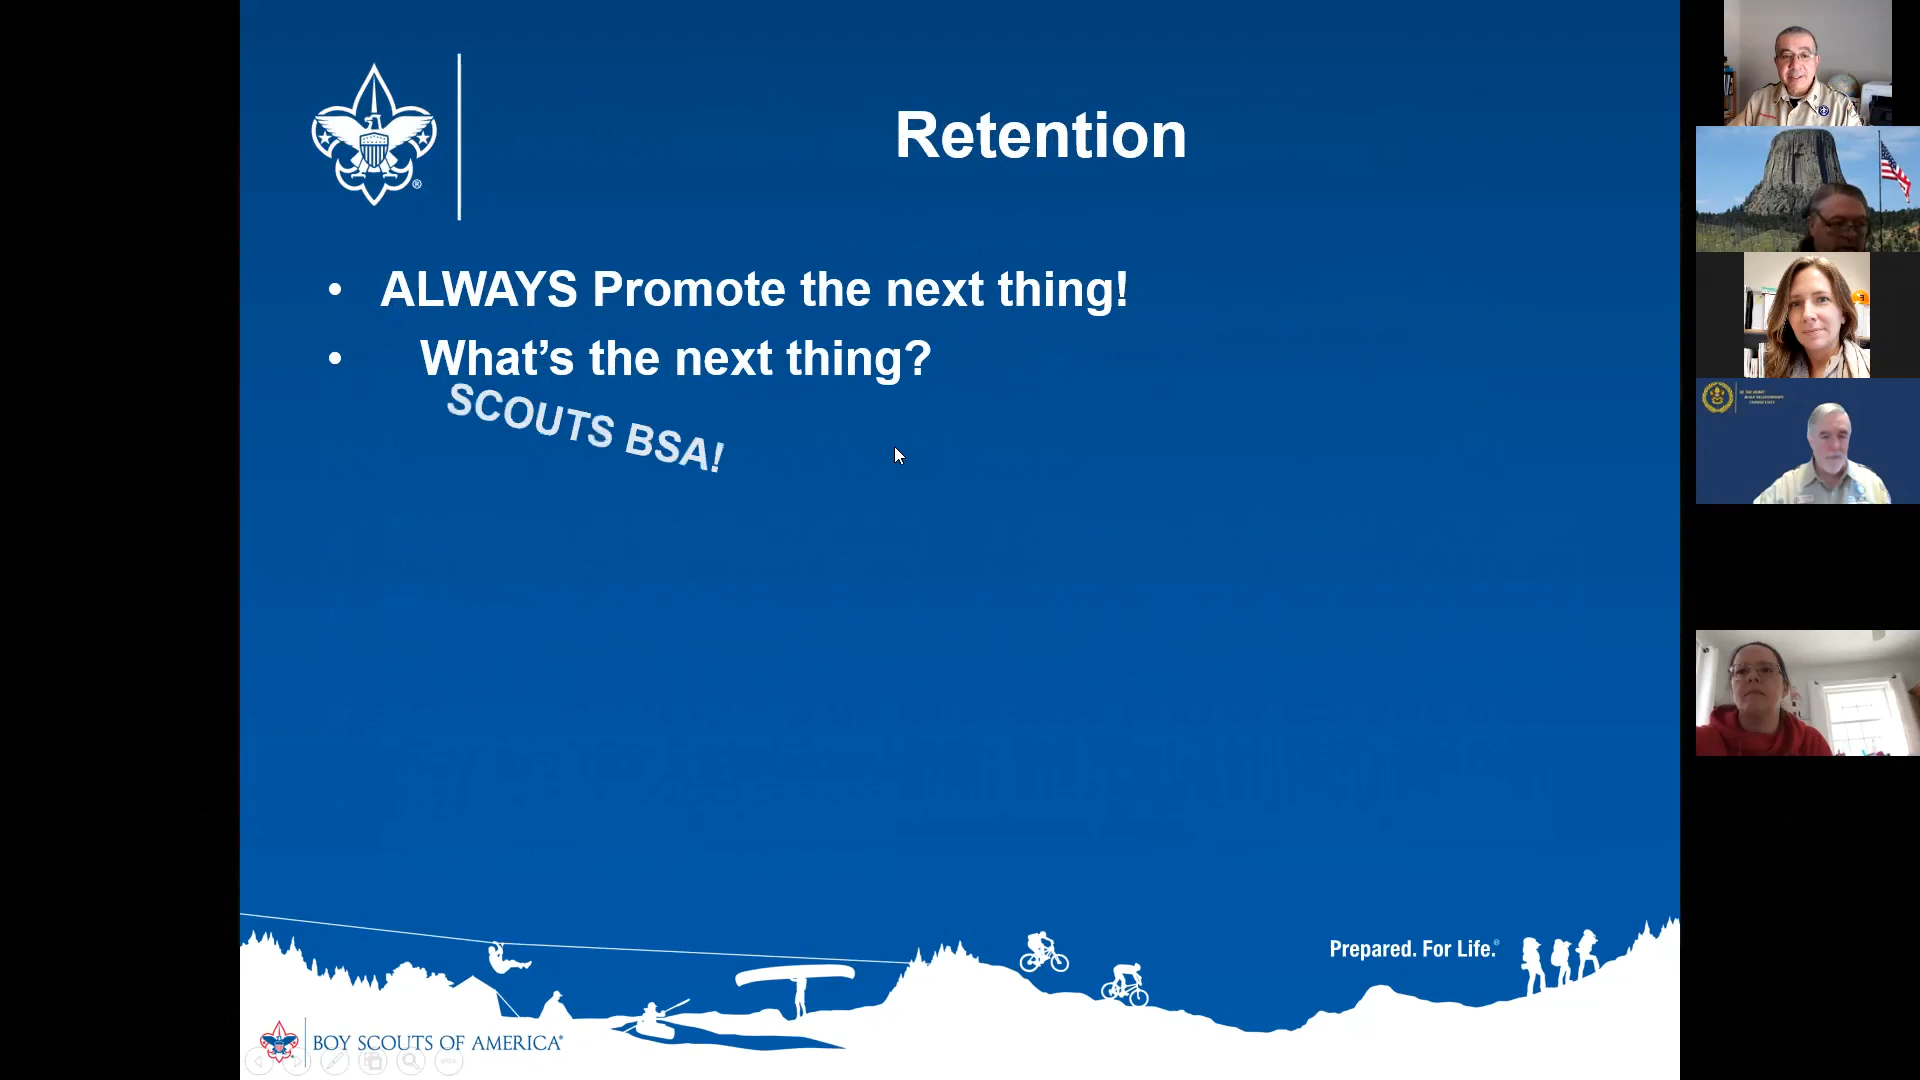 Retention
• ALWAYS Promote the next thing!
• What’s the next thing?
SCOUTS BSA!
Prepared. For Life.®
BOY SCOUTS OF AMERICA®